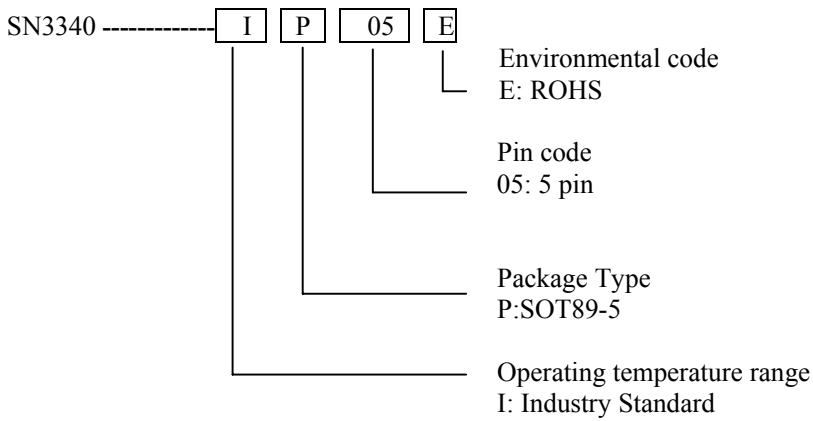 SN3340 ------------- I P 05 E
Environmental code
E: ROHS
Pin code
05: 5 pin
Package Type
P:SOT89-5
Operating temperature range
I: Industry Standard